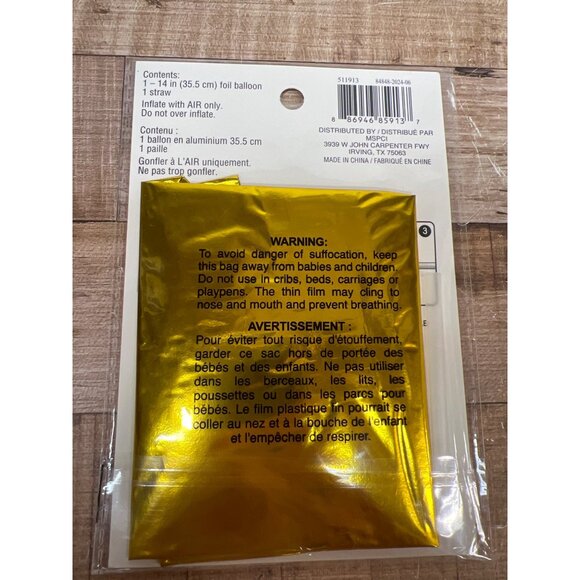 Contents:
1 – 14 in (35.5 cm) foil balloon
1 straw
Inflate with AIR only.
Do not over inflate.
Contenu :
1 ballon en aluminium 35.5 cm
1 paille
Gonfler à L'AIR uniquement.
Ne pas trop gonfler.
511913 84848-2024-06
8 86946 85913 7
DISTRIBUTED BY / DISTRIBUÉ PAR
MSPCI
3939 W JOHN CARPENTER FWY
IRVING, TX 75063
MADE IN CHINA / FABRIQUÉ EN CHINE
3
WARNING:
To avoid danger of suffocation, keep
this bag away from babies and children.
Do not use in cribs, beds, carriages or
playpens. The thin film may cling to
nose and mouth and prevent breathing.
AVERTISSEMENT :
Pour éviter tout risque d'étouffement,
garder ce sac hors de portée des
bébés et des enfants. Ne pas utiliser
dans les berceaux, les lits, les
poussettes ou dans les parcs pour
bébés. Le film plastique fin pourrait se
coller au nez et à la bouche de l'enfant
et l'empêcher de respirer.